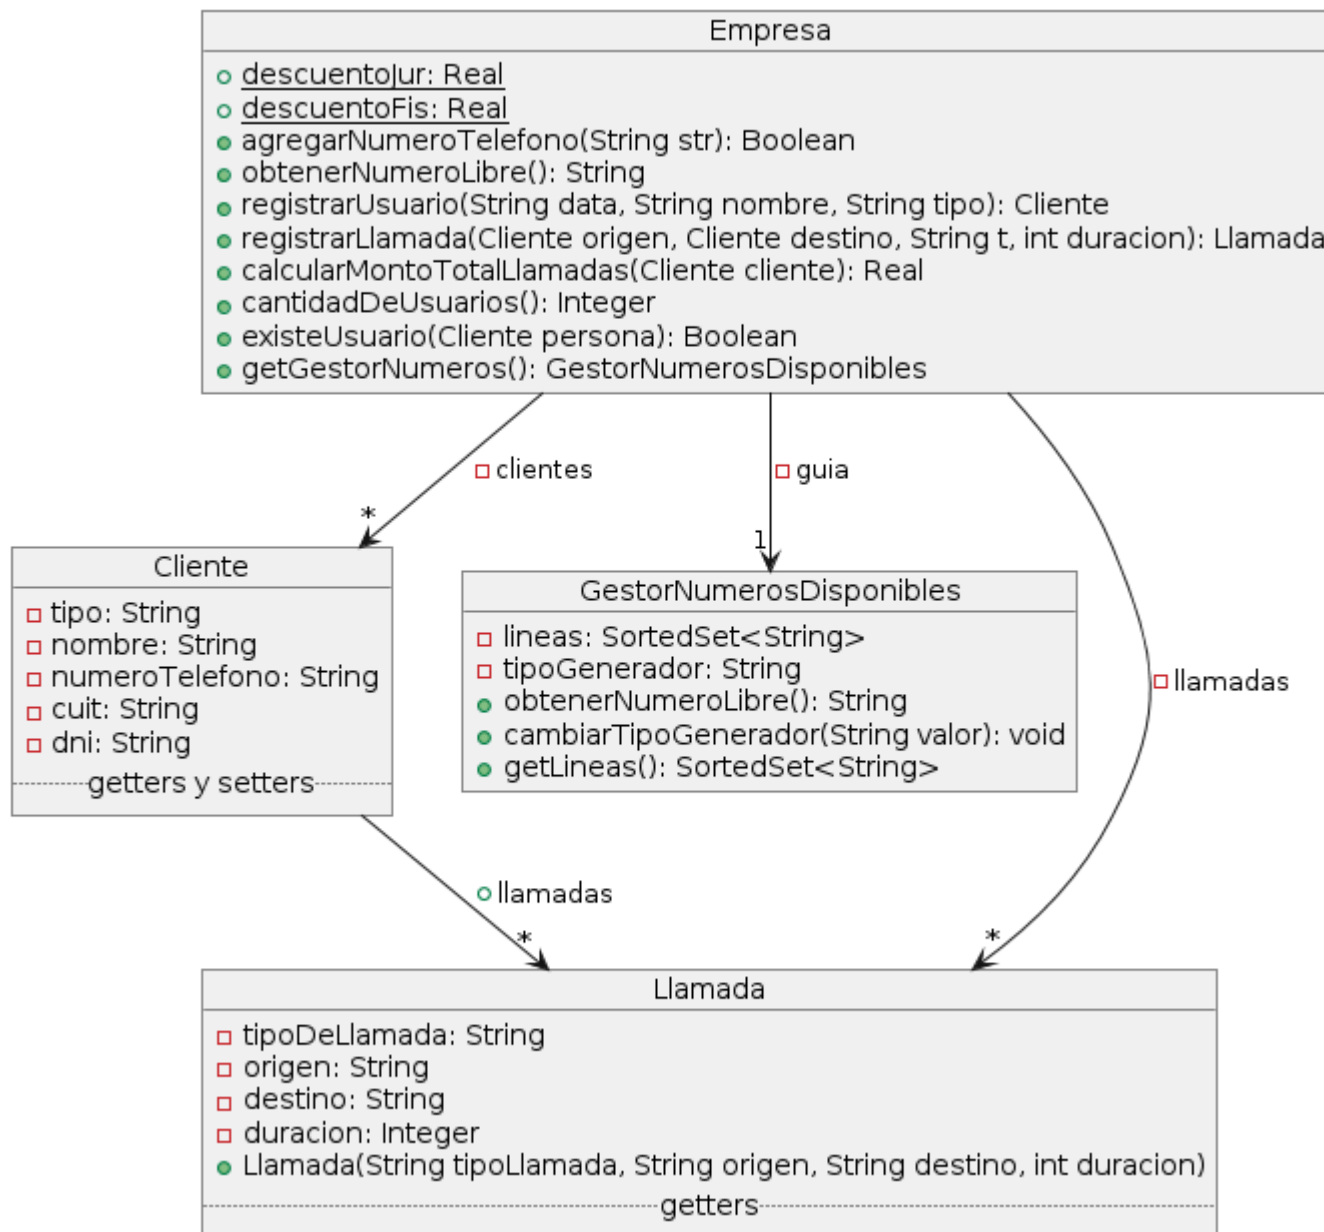 Empresa
descuentoJur: Real
descuentoFis: Real
agregarNumeroTelefono(String str): Boolean
obtenerNumeroLibre(): String
registrarUsuario(String data, String nombre, String tipo): Cliente
registrarLlamada(Cliente origen, Cliente destino, String t, int duracion): Llamada
calcularMontoTotalLlamadas(Cliente cliente): Real
cantidadDeUsuarios(): Integer
existeUsuario(Cliente persona): Boolean
getGestorNumeros(): GestorNumerosDisponibles
clientes
guia
*
1
Cliente
tipo: String
nombre: String
numeroTelefono: String
cuit: String
dni: String
getters y setters
GestorNumerosDisponibles
lineas: SortedSet<String>
tipoGenerador: String
obtenerNumeroLibre(): String
cambiarTipoGenerador(String valor): void
getLineas(): SortedSet<String>
llamadas
llamadas
*
*
Llamada
tipoDeLlamada: String
origen: String
destino: String
duracion: Integer
Llamada(String tipoLlamada, String origen, String destino, int duracion)
getters